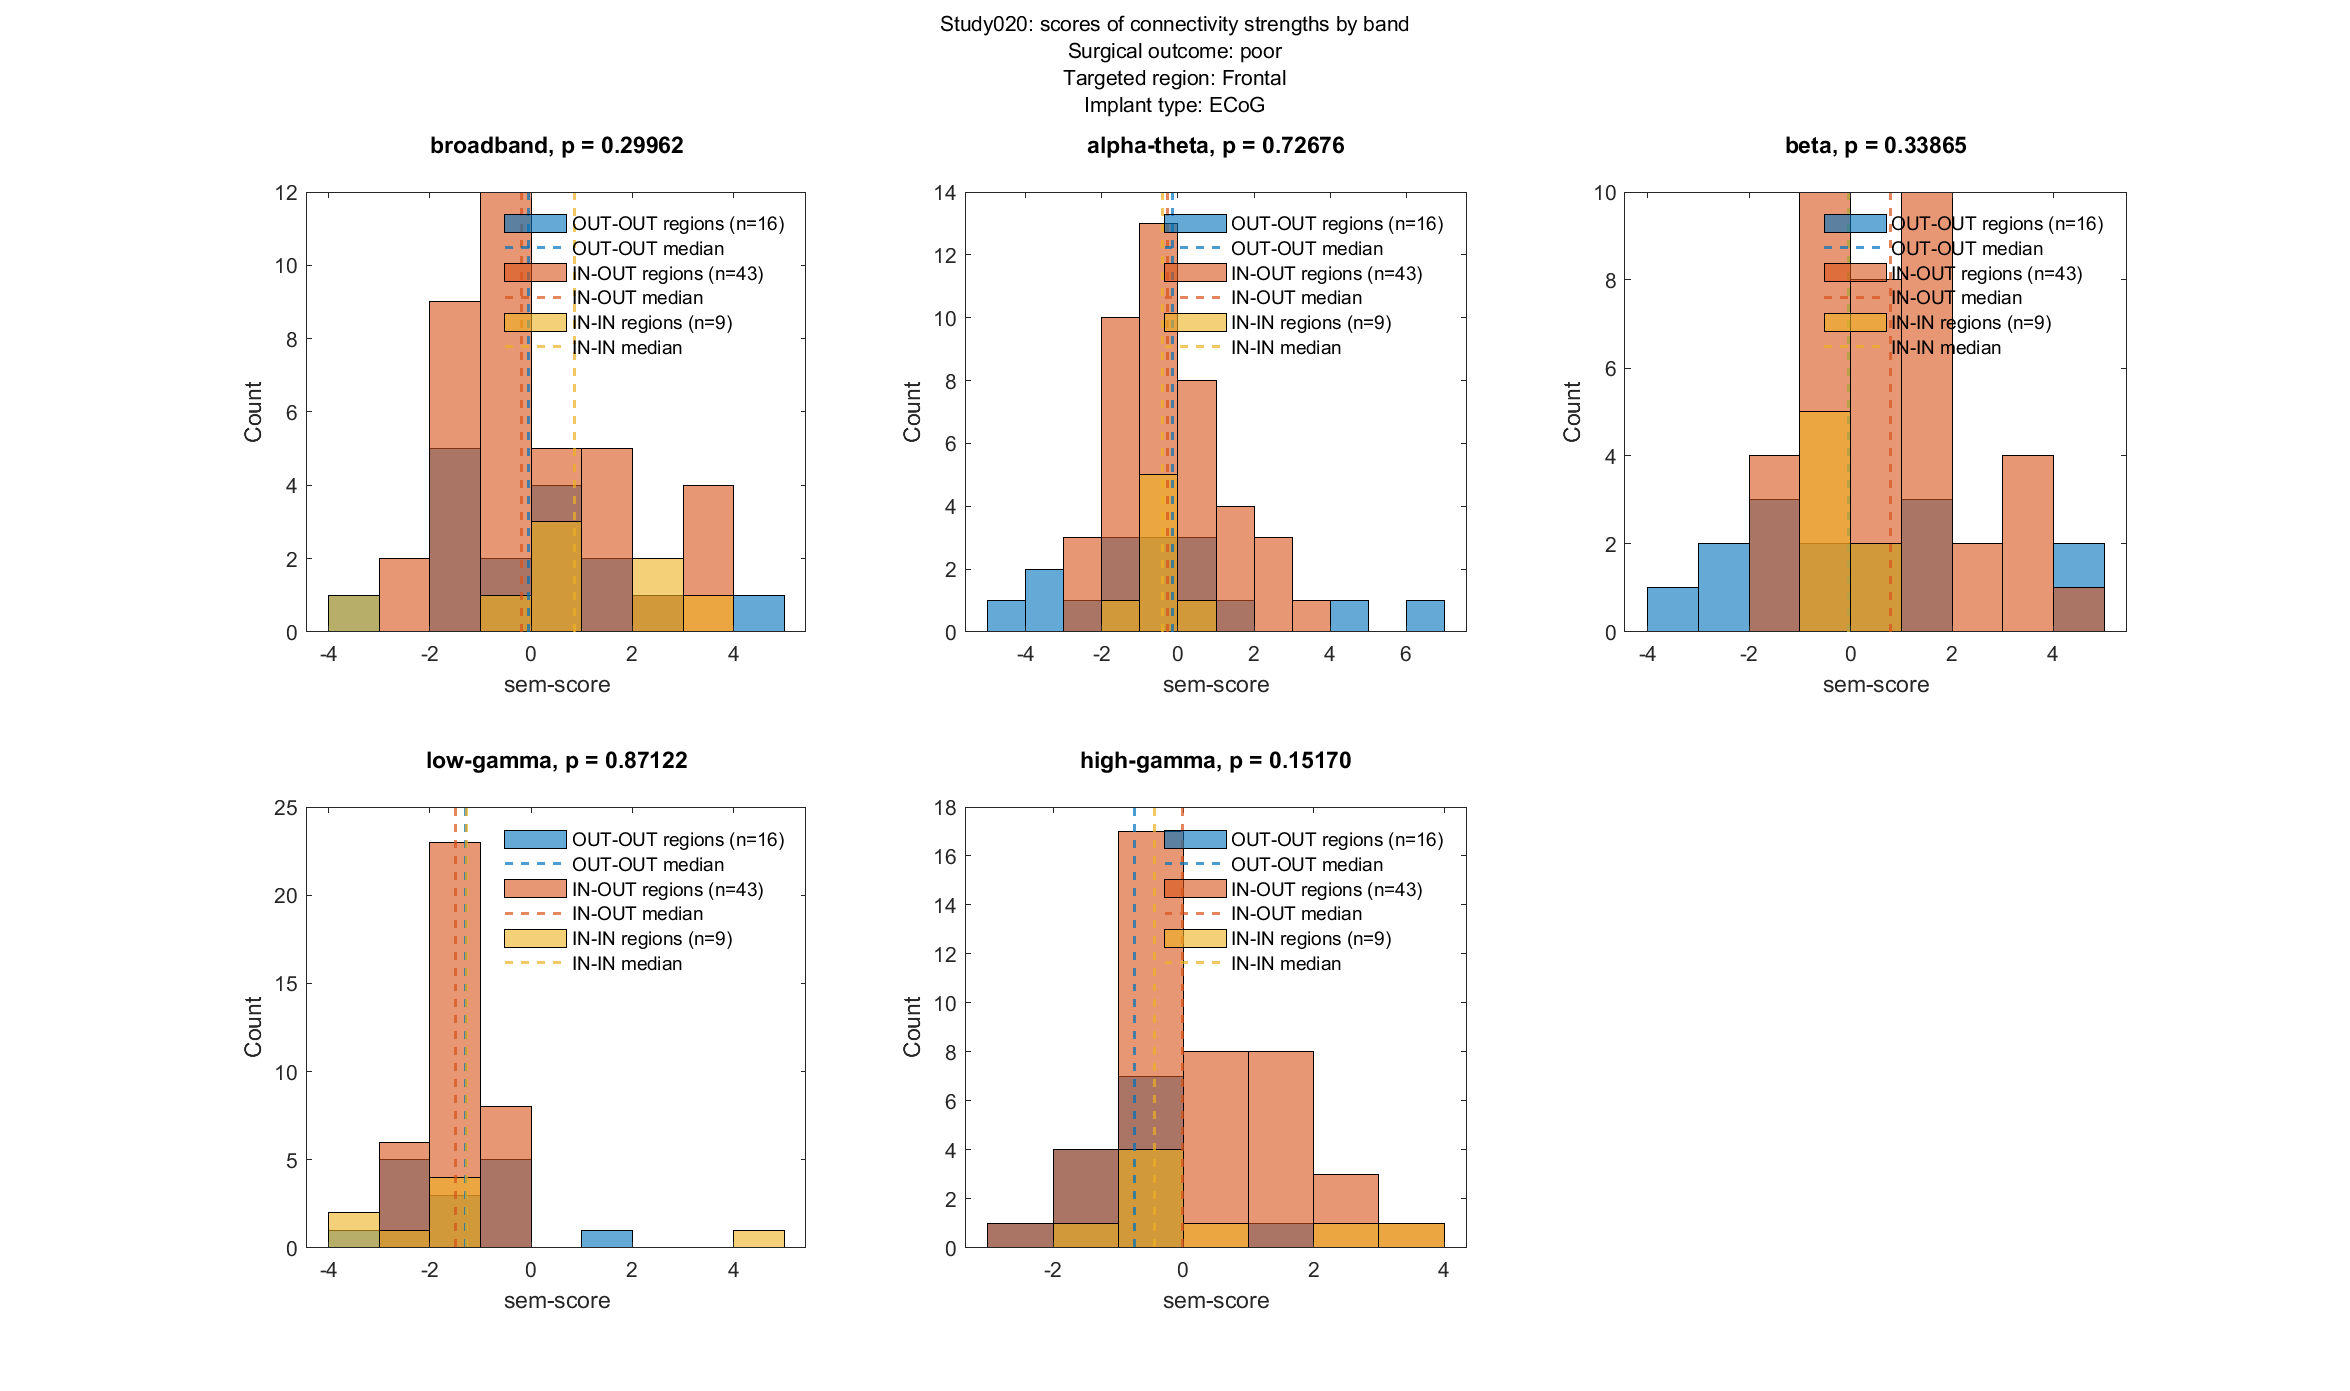 Study020: scores of connectivity strengths by band
Surgical outcome: poor
Targeted region: Frontal
Implant type: ECoG
broadband, p = 0.29962
12
10
8
6
4
2
0
Count
-4 -2 0 2 4
sem-score
OUT-OUT regions (n=16)
OUT-OUT median
IN-OUT regions (n=43)
IN-OUT median
IN-IN regions (n=9)
IN-IN median
alpha-theta, p = 0.72676
14
12
10
8
6
4
2
0
Count
-4 -2 0 2 4 6
sem-score
OUT-OUT regions (n=16)
OUT-OUT median
IN-OUT regions (n=43)
IN-OUT median
IN-IN regions (n=9)
IN-IN median
beta, p = 0.33865
10
8
6
4
2
0
Count
-4 -2 0 2 4
sem-score
OUT-OUT regions (n=16)
OUT-OUT median
IN-OUT regions (n=43)
IN-OUT median
IN-IN regions (n=9)
IN-IN median
low-gamma, p = 0.87122
25
20
15
10
5
0
Count
-4 -2 0 2 4
sem-score
OUT-OUT regions (n=16)
OUT-OUT median
IN-OUT regions (n=43)
IN-OUT median
IN-IN regions (n=9)
IN-IN median
high-gamma, p = 0.15170
18
16
14
12
10
8
6
4
2
0
Count
-2 0 2 4
sem-score
OUT-OUT regions (n=16)
OUT-OUT median
IN-OUT regions (n=43)
IN-OUT median
IN-IN regions (n=9)
IN-IN median